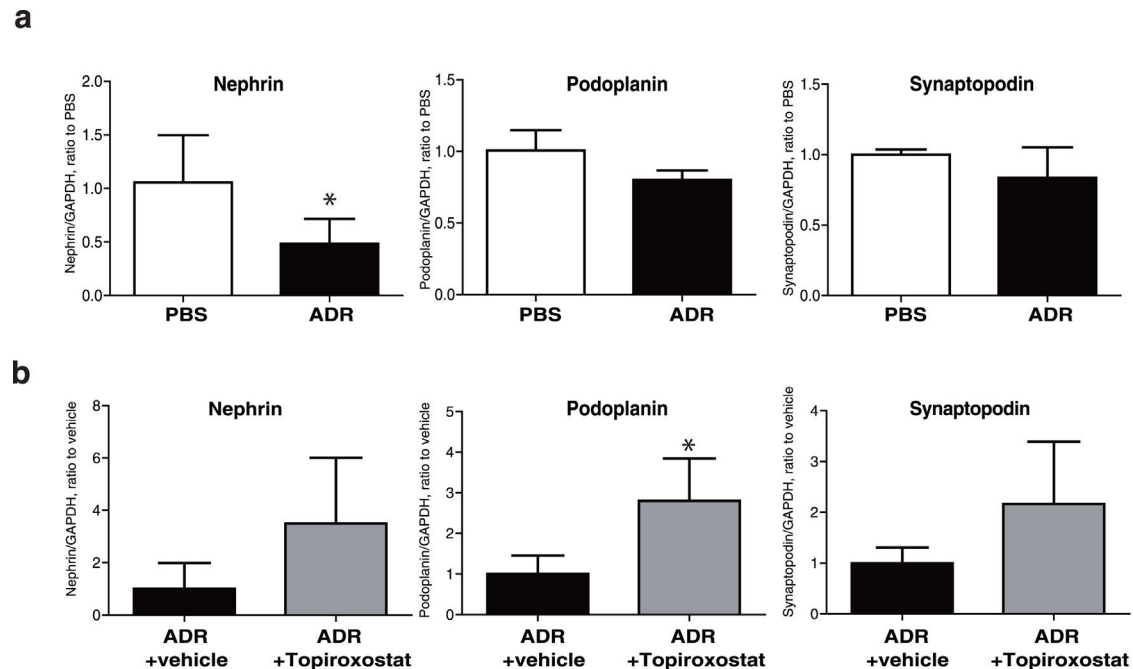 a
Nephrin
Nephrin/GAPDH, ratio to PBS
2.0
1.5
1.0
0.5
0.0
*
PBS ADR
Podoplanin
Podoplanin/GAPDH, ratio to PBS
1.5
1.0
0.5
0.0
PBS ADR
Synaptopodin
Synaptopodin/GAPDH, ratio to PBS
1.5
1.0
0.5
0.0
PBS ADR
b
Nephrin
Nephrin/GAPDH, ratio to vehicle
8
6
4
2
0
ADR ADR
+vehicle +Topiroxostat
Podoplanin
Podoplanin/GAPDH, ratio to vehicle
5
4
3
2
1
0
*
ADR ADR
+vehicle +Topiroxostat
Synaptopodin
Synaptopodin/GAPDH, ratio to vehicle
4
3
2
1
0
ADR ADR
+vehicle +Topiroxostat